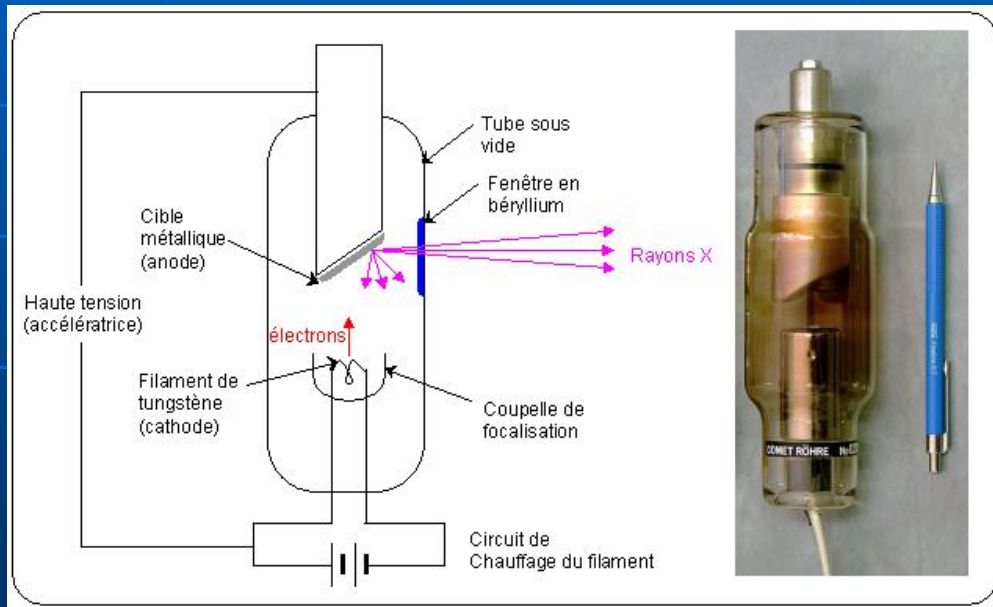 Tube sous
vide
Fenêtre en
béryllium
Cible
métallique
(anode)
Rayons X
Haute tension
(accélératrice)
électrons
Filament de
tungstène
(cathode)
Coupelle de
focalisation
Circuit de
Chauffage du filament
COMET RÖHRE